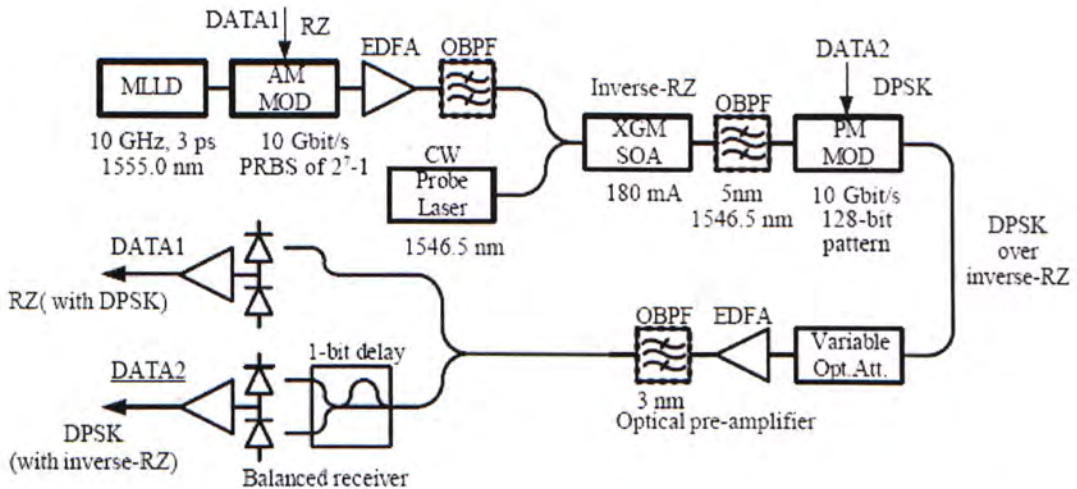 DATA1
RZ
EDFA
OBPF
MLLD
AM
MOD
10 GHz, 3 ps
1555.0 nm
10 Gbit/s
PRBS of 2⁷-1
CW
Probe
Laser
1546.5 nm
Inverse-RZ
XGM
SOA
180 mA
OBPF
5nm
1546.5 nm
DATA2
DPSK
PM
MOD
10 Gbit/s
128-bit
pattern
DPSK
over
inverse-RZ
Variable
Opt.Att.
EDFA
OBPF
3 nm
Optical pre-amplifier
DATA1
RZ( with DPSK)
1-bit delay
DATA2
DPSK
(with inverse-RZ)
Balanced receiver